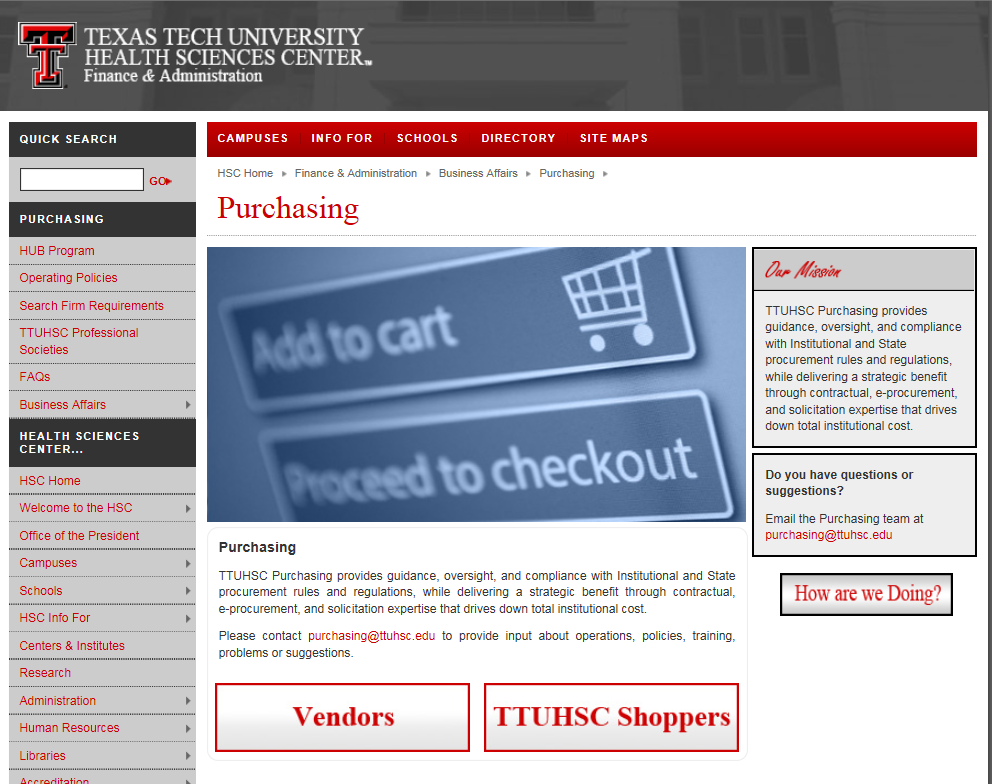 TEXAS TECH UNIVERSITY
HEALTH SCIENCES CENTER™
Finance & Administration
QUICK SEARCH
GO
PURCHASING
HUB Program
Operating Policies
Search Firm Requirements
TTUHSC Professional
Societies
FAQs
Business Affairs
HEALTH SCIENCES
CENTER...
HSC Home
Welcome to the HSC
Office of the President
Campuses
Schools
HSC Info For
Centers & Institutes
Research
Administration
Human Resources
Libraries
Accreditation
CAMPUSES INFO FOR SCHOOLS DIRECTORY SITE MAPS
HSC Home Finance & Administration Business Affairs Purchasing
Purchasing
Add to cart
Proceed to checkout
Purchasing
TTUHSC Purchasing provides guidance, oversight, and compliance with Institutional and State
procurement rules and regulations, while delivering a strategic benefit through contractual,
e-procurement, and solicitation expertise that drives down total institutional cost.
Please contact purchasing@ttuhsc.edu to provide input about operations, policies, training,
problems or suggestions.
Vendors
TTUHSC Shoppers
Our Mission
TTUHSC Purchasing provides
guidance, oversight, and compliance
with Institutional and State
procurement rules and regulations,
while delivering a strategic benefit
through contractual, e-procurement,
and solicitation expertise that drives
down total institutional cost.
Do you have questions or
suggestions?
Email the Purchasing team at
purchasing@ttuhsc.edu
How are we Doing?